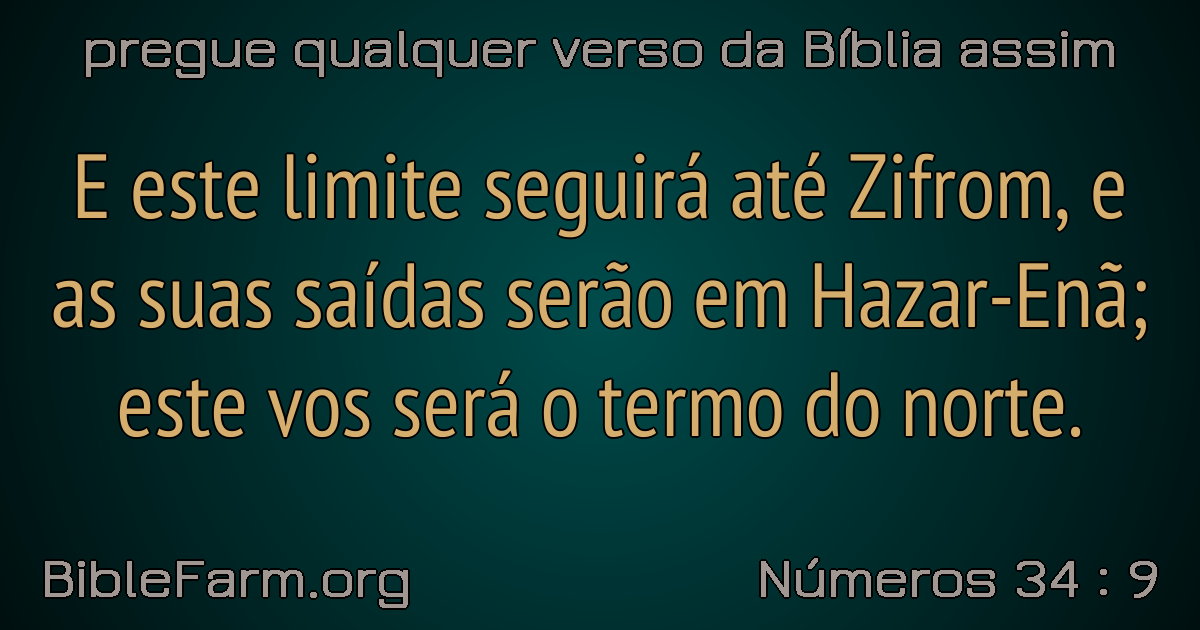 pregue qualquer verso da Bíblia assim
E este limite seguirá até Zifrom, e
as suas saídas serão em Hazar-Enã;
este vos será o termo do norte.
BibleFarm.org
Números 34 : 9